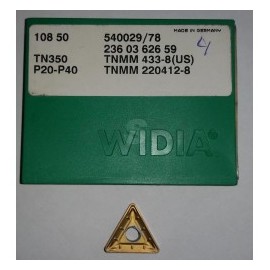 MADE IN GERMANY
108 50 540029/78
236 03 626 59
TN350 TNMM 433-8(US)
P20-P40 TNMM 220412-8
4
WIDIA